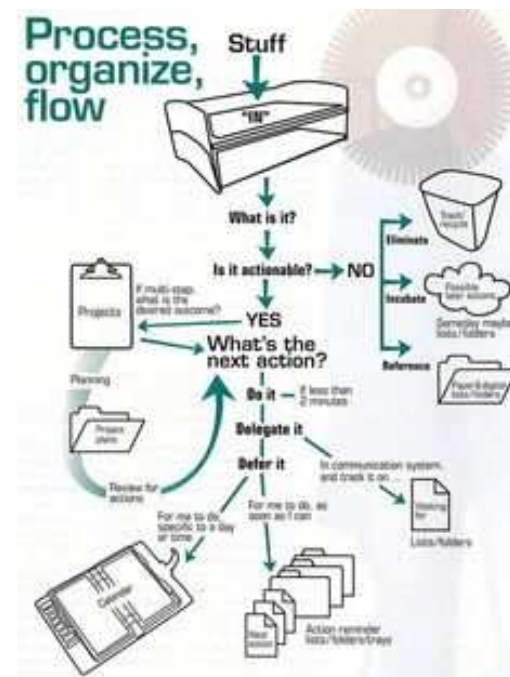 Process,
organize,
flow
Stuff
"IN"
What is it?
Is it actionable?
NO
Eliminate
Trash/
recycle
Incubate
Possible
later actions
Someday maybe
lists/folders
Reference
Paper & digital
lists/folders
YES
If multi-step,
what is the
desired outcome?
Projects
What's the
next action?
Planning
Project
plans
Review for
actions
Do it
If less than
2 minutes
Delegate it
In communication system,
and track it on ...
Waiting
for
Lists/folders
Defer it
For me to do,
specific to a day
or time
Calendar
For me to do, as
soon as I can
Next
actions
Action reminder
lists/folders/trays